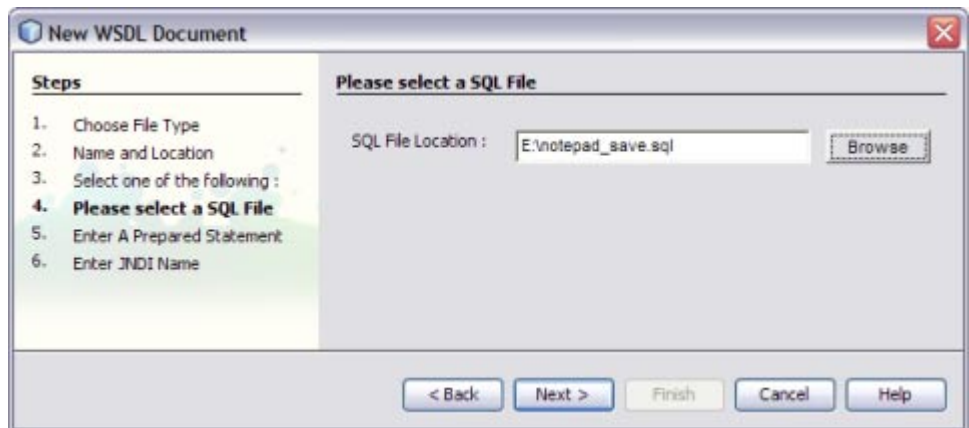 New WSDL Document
Steps
1. Choose File Type
2. Name and Location
3. Select one of the following :
4. Please select a SQL File
5. Enter A Prepared Statement
6. Enter JNDI Name
Please select a SQL File
SQL File Location : E:\notepad_save.sql Browse
< Back Next > Finish Cancel Help